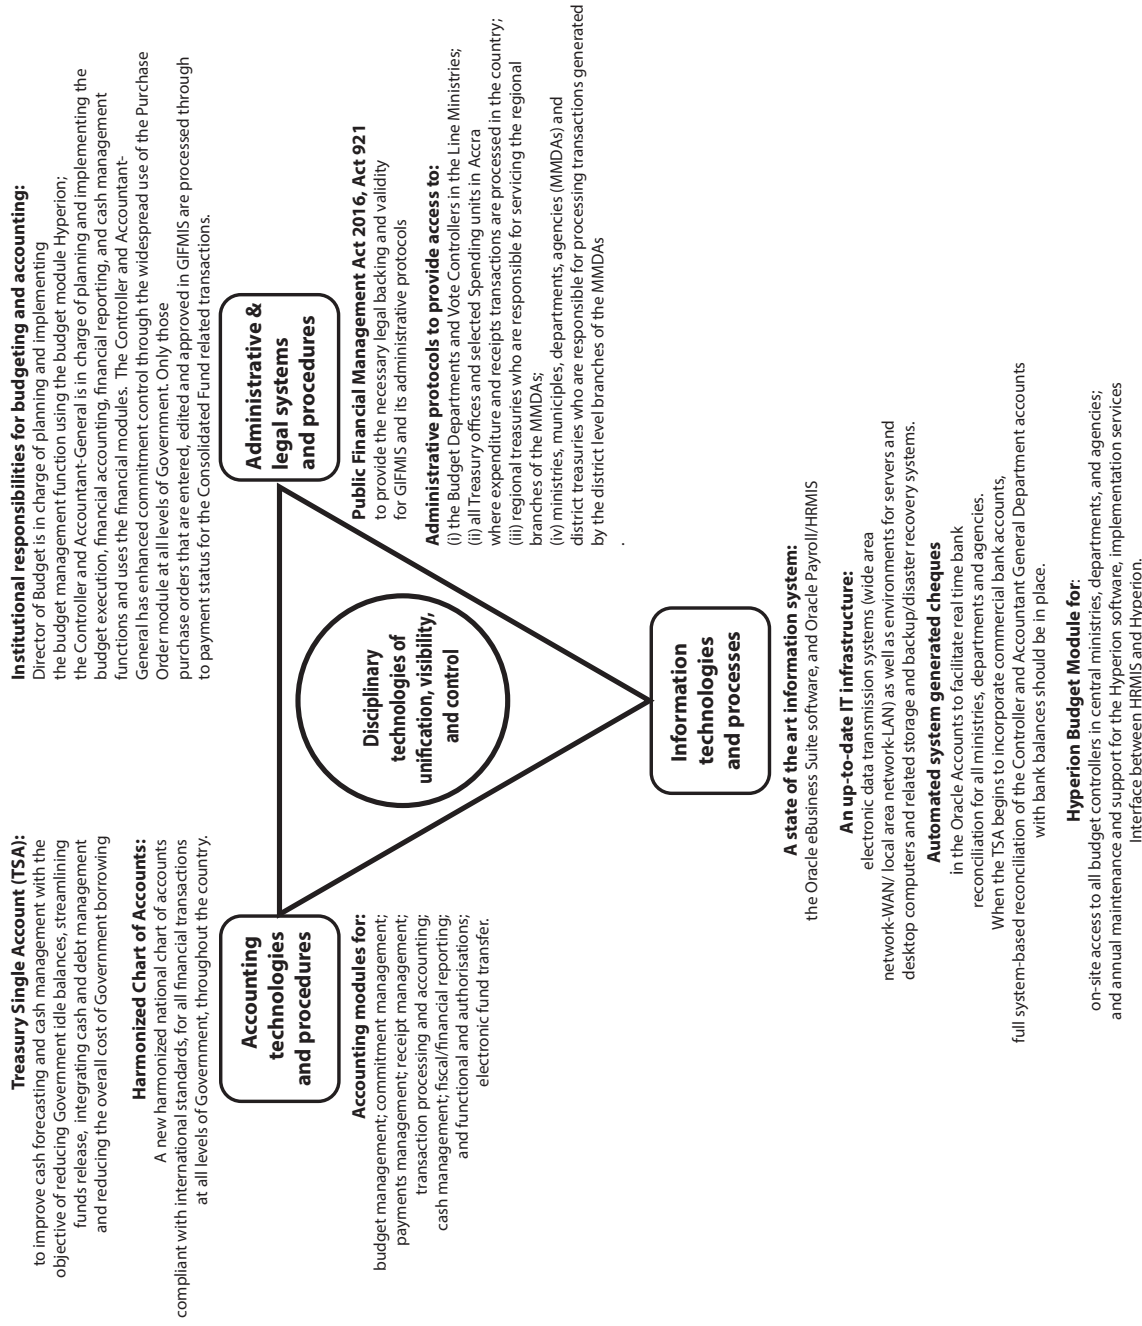 Treasury Single Account (TSA):
to improve cash forecasting and cash management with the
objective of reducing Government idle balances, streamlining
funds release, integrating cash and debt management
and reducing the overall cost of Government borrowing
Harmonized Chart of Accounts:
A new harmonized national chart of accounts
compliant with international standards, for all financial transactions
at all levels of Government, throughout the country.
Accounting
technologies
and procedures
Accounting modules for:
budget management; commitment management;
payments management; receipt management;
transaction processing and accounting;
cash management; fiscal/financial reporting;
and functional and authorisations;
electronic fund transfer.
Institutional responsibilities for budgeting and accounting:
Director of Budget is in charge of planning and implementing
the budget management function using the budget module Hyperion;
the Controller and Accountant-General is in charge of planning and implementing the
budget execution, financial accounting, financial reporting, and cash management
functions and uses the financial modules. The Controller and Accountant-
General has enhanced commitment control through the widespread use of the Purchase
Order module at all levels of Government. Only those
purchase orders that are entered, edited and approved in GIFMIS are processed through
to payment status for the Consolidated Fund related transactions.
Administrative &
legal systems
and procedures
Public Financial Management Act 2016, Act 921
to provide the necessary legal backing and validity
for GIFMIS and its administrative protocols
Administrative protocols to provide access to:
(i) the Budget Departments and Vote Controllers in the Line Ministries;
(ii) all Treasury offices and selected Spending units in Accra
where expenditure and receipts transactions are processed in the country;
(iii) regional treasuries who are responsible for servicing the regional
branches of the MMDAs;
(iv) ministries, municiples, departments, agencies (MMDAs) and
district treasuries who are responsible for processing transactions generated
by the district level branches of the MMDAs
.
Disciplinary
technologies of
unification, visibility,
and control
Information
technologies
and processes
A state of the art information system:
the Oracle eBusiness Suite software, and Oracle Payroll/HRMIS
An up-to-date IT infrastructure:
electronic data transmission systems (wide area
network-WAN/ local area network-LAN) as well as environments for servers and
desktop computers and related storage and backup/disaster recovery systems.
Automated system generated cheques
in the Oracle Accounts to facilitate real time bank
reconciliation for all ministries, departments and agencies.
When the TSA begins to incorporate commercial bank accounts,
full system-based reconciliation of the Controller and Accountant General Department accounts
with bank balances should be in place.
Hyperion Budget Module for:
on-site access to all budget controllers in central ministries, departments, and agencies;
and annual maintenance and support for the Hyperion software, implementation services
Interface between HRMIS and Hyperion.